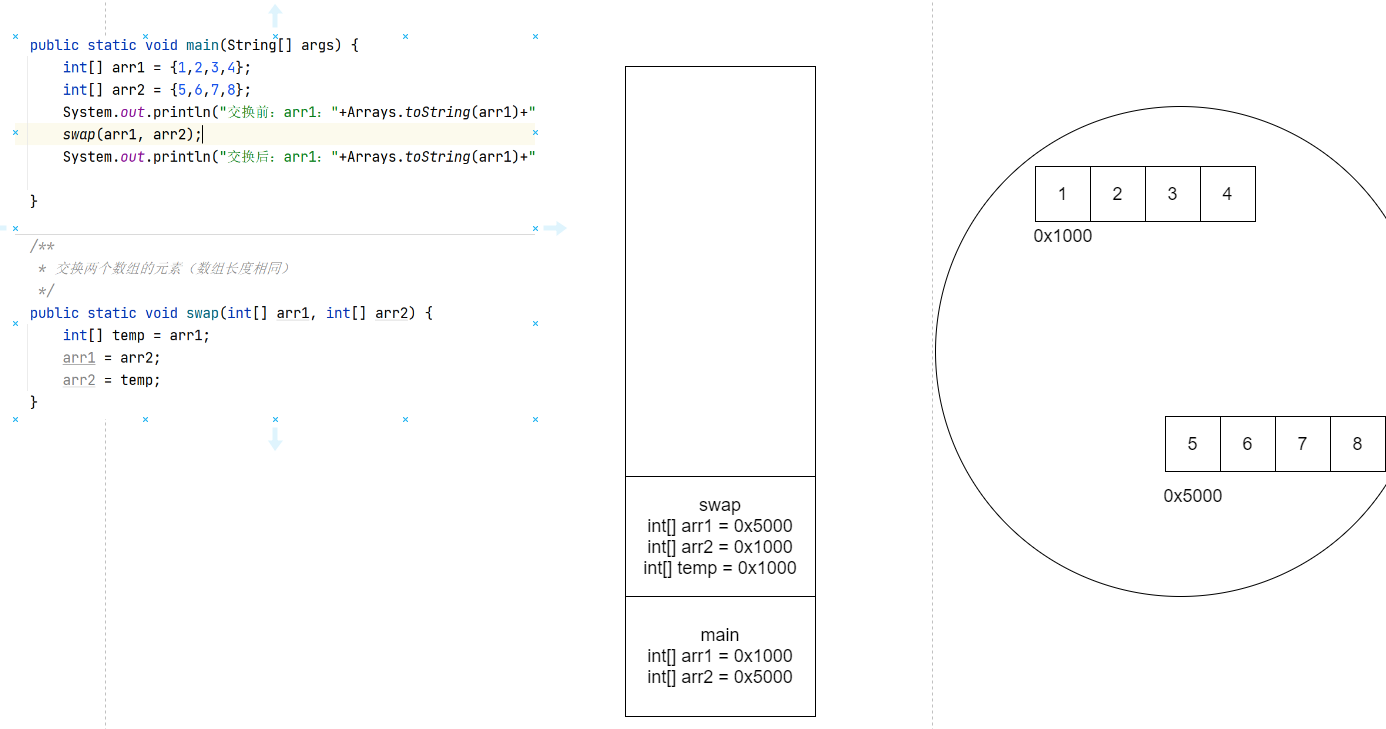 public static void main(String[] args) {
int[] arr1 = {1,2,3,4};
int[] arr2 = {5,6,7,8};
System.out.println("交换前：arr1："+Arrays.toString(arr1)+"
swap(arr1, arr2);
System.out.println("交换后：arr1："+Arrays.toString(arr1)+"
}
/**
* 交换两个数组的元素（数组长度相同）
*/
public static void swap(int[] arr1, int[] arr2) {
int[] temp = arr1;
arr1 = arr2;
arr2 = temp;
}
swap
int[] arr1 = 0x5000
int[] arr2 = 0x1000
int[] temp = 0x1000
main
int[] arr1 = 0x1000
int[] arr2 = 0x5000
1 2 3 4
0x1000
5 6 7 8
0x5000